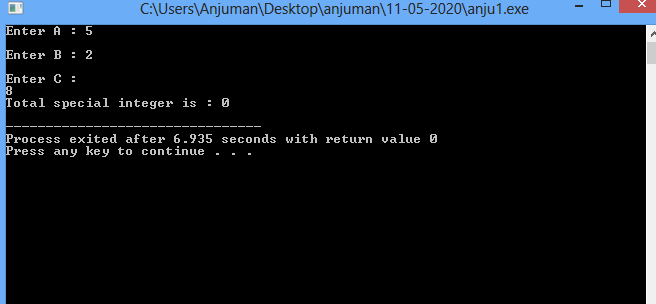 C:\Users\Anjuman\Desktop\anjuman\11-05-2020\anju1.exe
Enter A : 5
Enter B : 2
Enter C :
8
Total special integer is : 0
--------------------------------
Process exited after 6.935 seconds with return value 0
Press any key to continue . . .